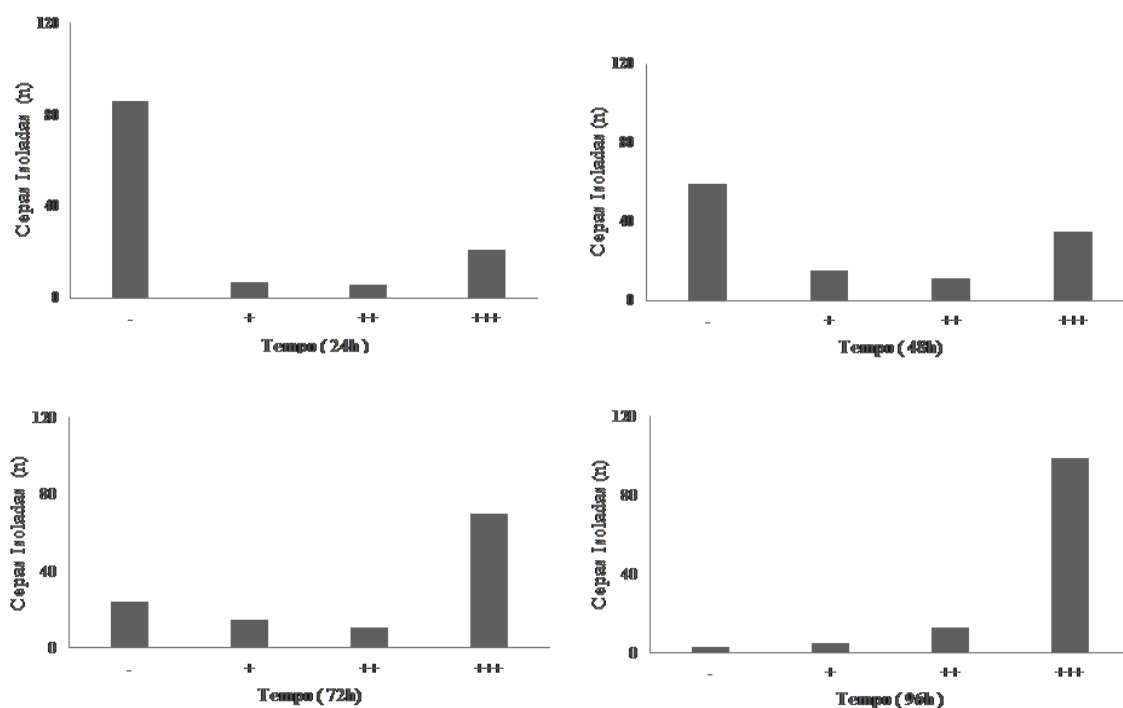 120
80
40
0
Cepas Isoladas (n)
- + ++ +++
Tempo ( 24h )
120
80
40
0
Cepas Isoladas (n)
- + ++ +++
Tempo ( 48h)
120
80
40
0
Cepas Isoladas (n)
- + ++ +++
Tempo ( 72h)
120
80
40
0
Cepas Isoladas (n)
- + ++ +++
Tempo ( 96h )